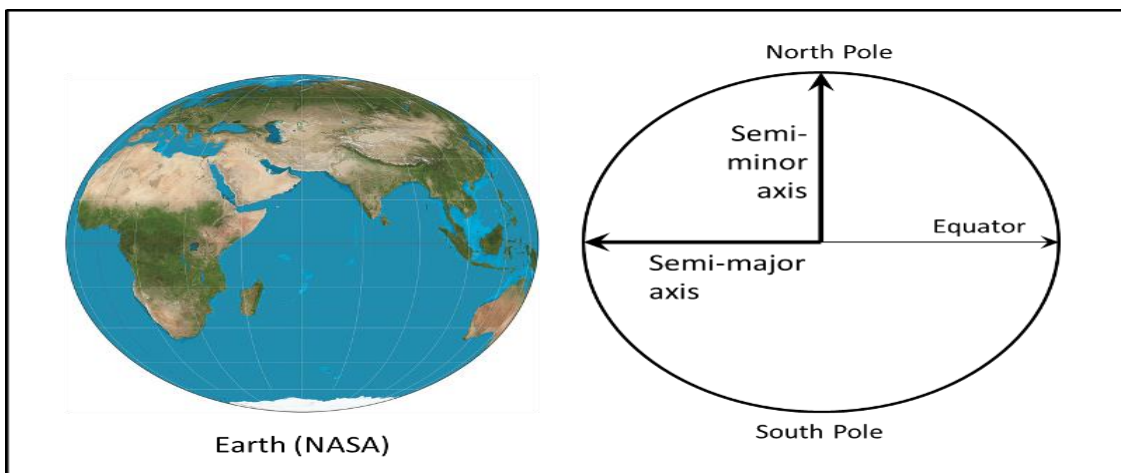 North Pole
Semi-
minor
axis
Equator
Semi-major
axis
South Pole
Earth (NASA)